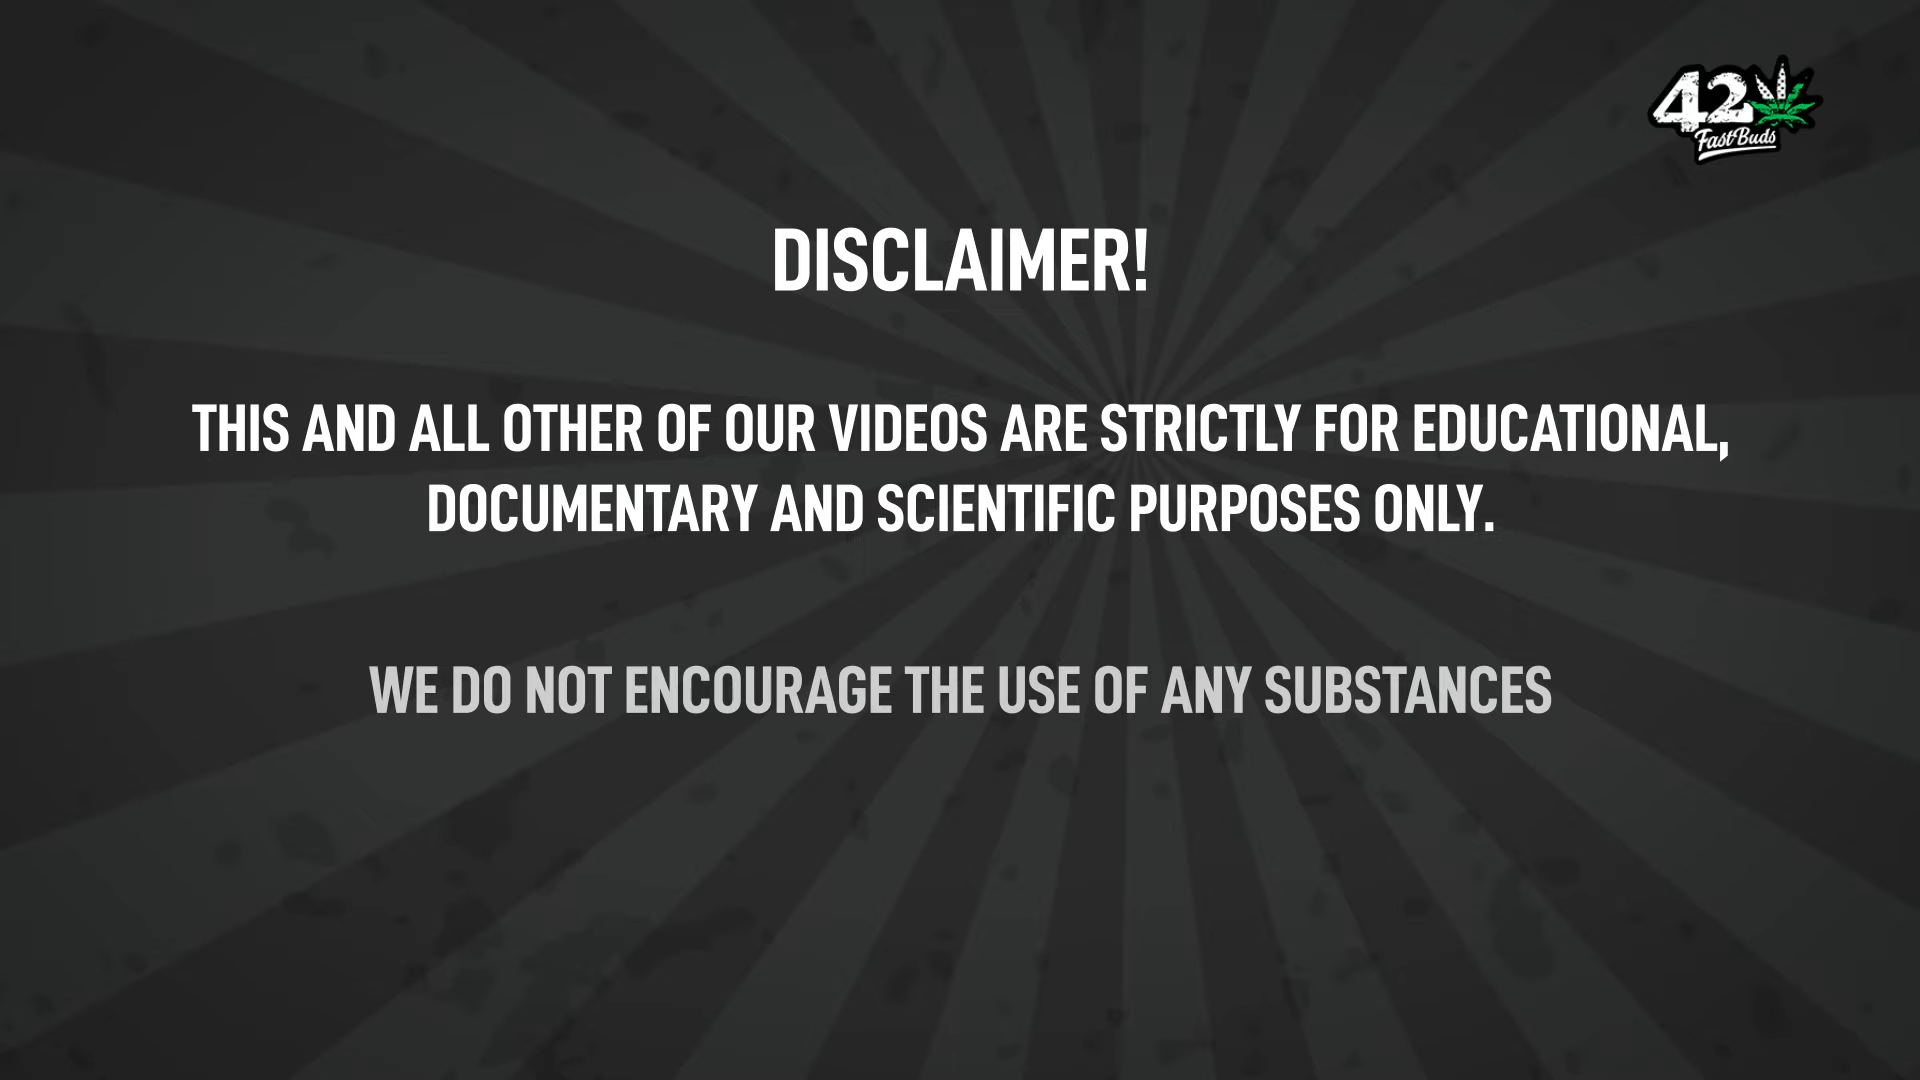 42
FastBuds
DISCLAIMER!
THIS AND ALL OTHER OF OUR VIDEOS ARE STRICTLY FOR EDUCATIONAL,
DOCUMENTARY AND SCIENTIFIC PURPOSES ONLY.
WE DO NOT ENCOURAGE THE USE OF ANY SUBSTANCES